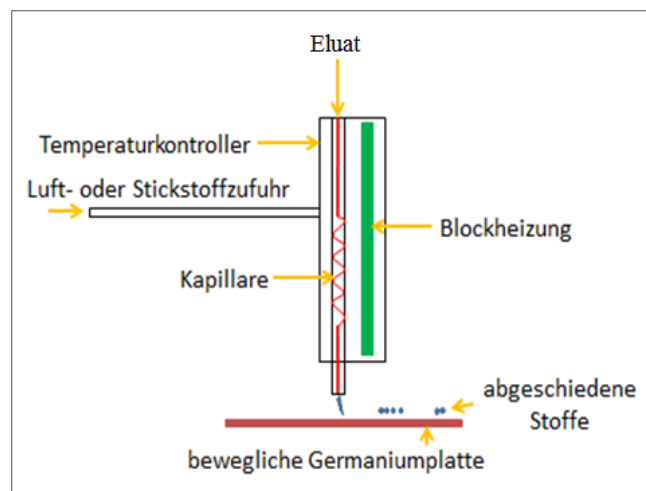 Eluat
Temperaturkontroller
Luft- oder Stickstoffzufuhr
Blockheizung
Kapillare
abgeschiedene
Stoffe
bewegliche Germaniumplatte